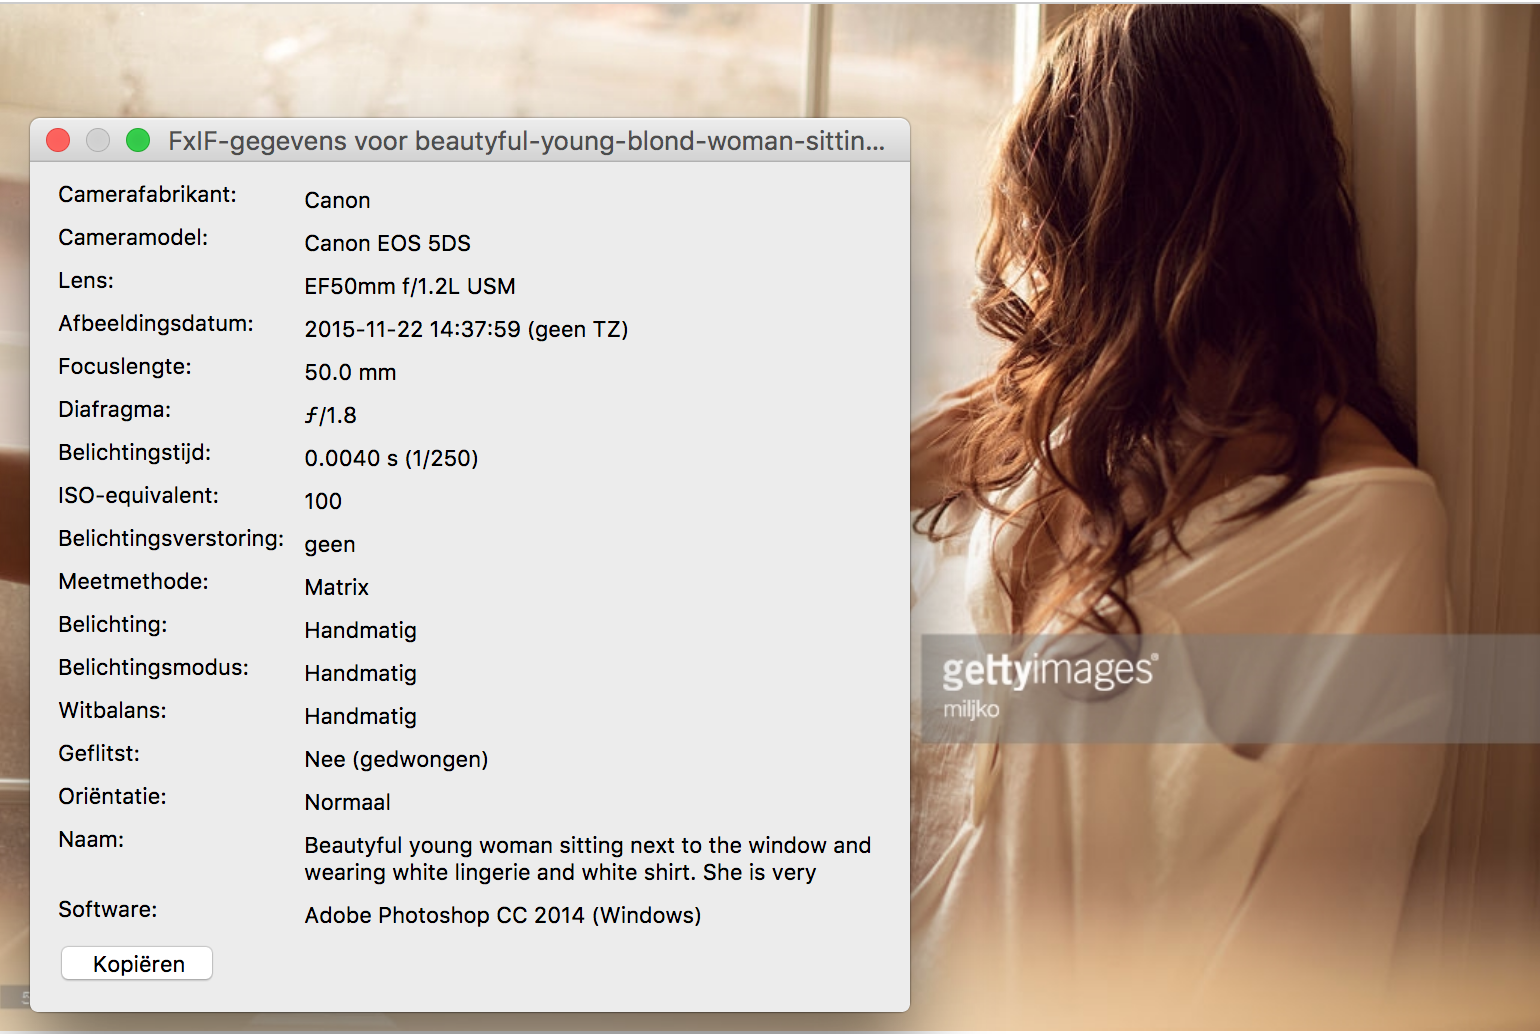 FxIF-gegevens voor beautyful-young-blond-woman-sittin...
Camerafabrikant: Canon
Cameramodel: Canon EOS 5DS
Lens: EF50mm f/1.2L USM
Afbeeldingsdatum: 2015-11-22 14:37:59 (geen TZ)
Focuslengte: 50.0 mm
Diafragma: ƒ/1.8
Belichtingstijd: 0.0040 s (1/250)
ISO-equivalent: 100
Belichtingsverstoring: geen
Meetmethode: Matrix
Belichting: Handmatig
Belichtingsmodus: Handmatig
Witbalans: Handmatig
Geflitst: Nee (gedwongen)
Oriëntatie: Normaal
Naam: Beautyful young woman sitting next to the window and
wearing white lingerie and white shirt. She is very
Software: Adobe Photoshop CC 2014 (Windows)
Kopiëren
gettyimages®
miljko